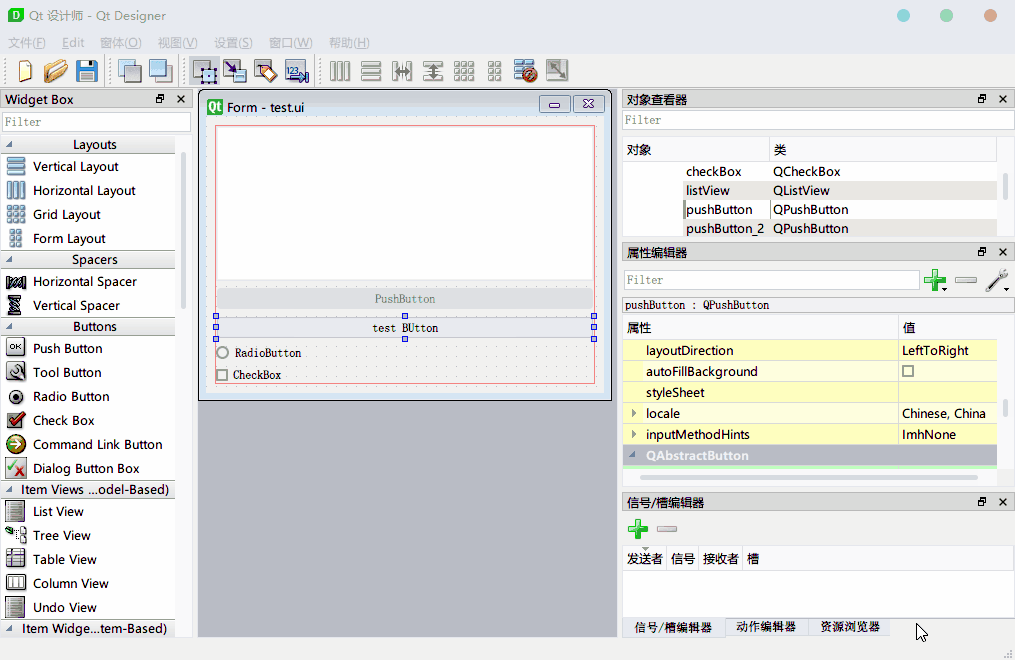 Qt 设计师 - Qt Designer
文件(F) Edit 窗体(O) 视图(V) 设置(S) 窗口(W) 帮助(H)
123
Widget Box
Filter
Layouts
Vertical Layout
Horizontal Layout
Grid Layout
Form Layout
Spacers
Horizontal Spacer
Vertical Spacer
Buttons
OK Push Button
Tool Button
Radio Button
Check Box
Command Link Button
Dialog Button Box
Item Views ...odel-Based)
List View
Tree View
Table View
Column View
Undo View
Item Widge...tem-Based)
Qt Form - test.ui
PushButton
test BUtton
RadioButton
CheckBox
对象查看器
Filter
对象 类
checkBox QCheckBox
listView QListView
pushButton QPushButton
pushButton_2 QPushButton
属性编辑器
Filter
pushButton : QPushButton
属性 值
layoutDirection LeftToRight
autoFillBackground
styleSheet
locale Chinese, China
inputMethodHints ImhNone
QAbstractButton
信号/槽编辑器
发送者 信号 接收者 槽
信号/槽编辑器 动作编辑器 资源浏览器